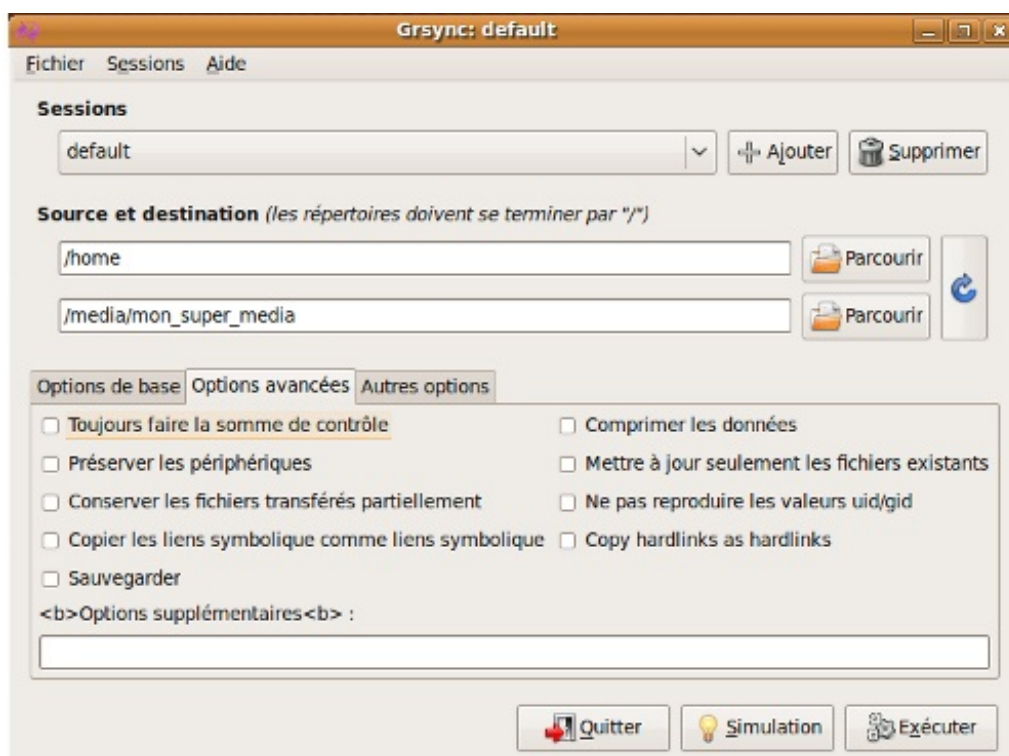 Grsync: default
Fichier Sessions Aide
Sessions
default Ajouter Supprimer
Source et destination (les répertoires doivent se terminer par "/")
/home Parcourir
/media/mon_super_media Parcourir
Options de base Options avancées Autres options
Toujours faire la somme de contrôle Comprimer les données
Préserver les périphériques Mettre à jour seulement les fichiers existants
Conserver les fichiers transférés partiellement Ne pas reproduire les valeurs uid/gid
Copier les liens symbolique comme liens symbolique Copy hardlinks as hardlinks
Sauvegarder
<b>Options supplémentaires<b> :
Quitter Simulation Exécuter